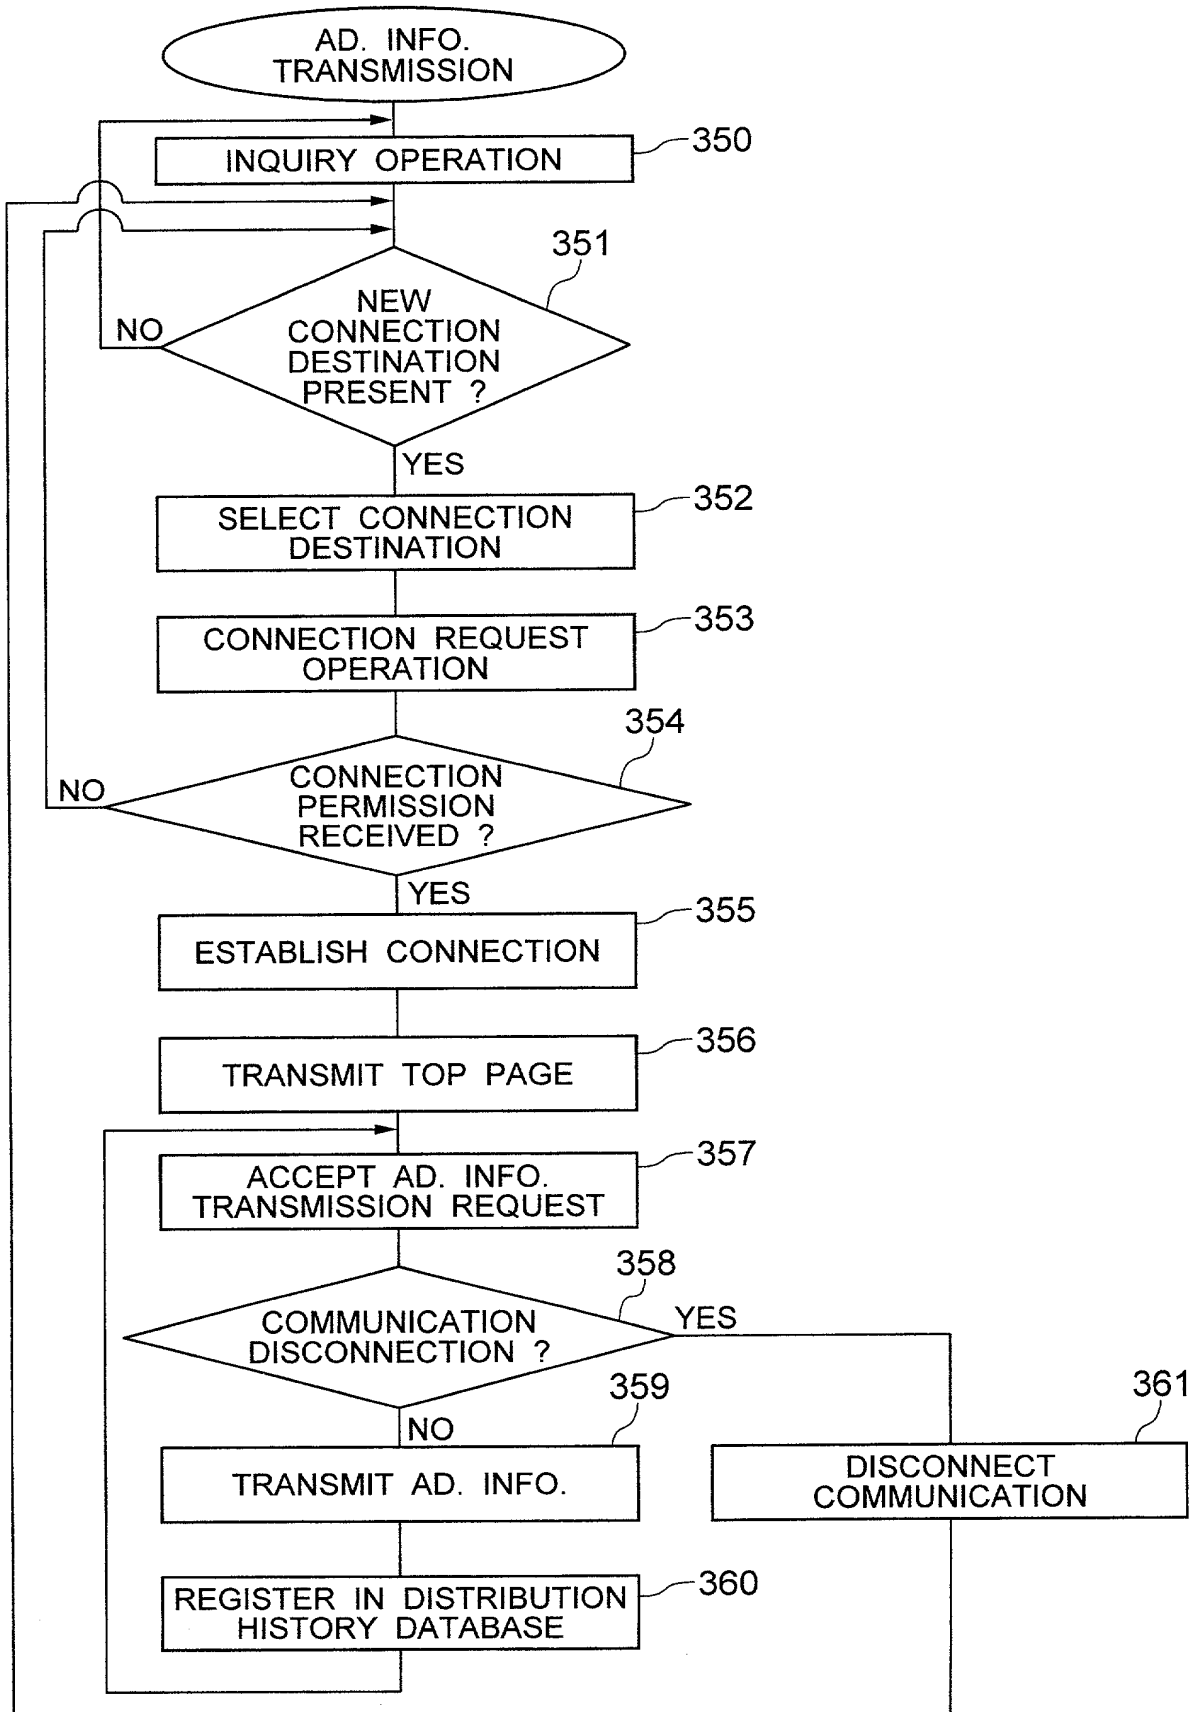 AD. INFO.
TRANSMISSION
350
INQUIRY OPERATION
351
NEW
CONNECTION
DESTINATION
PRESENT ?
NO
YES
352
SELECT CONNECTION
DESTINATION
353
CONNECTION REQUEST
OPERATION
354
CONNECTION
PERMISSION
RECEIVED ?
NO
YES
355
ESTABLISH CONNECTION
356
TRANSMIT TOP PAGE
357
ACCEPT AD. INFO.
TRANSMISSION REQUEST
358
COMMUNICATION
DISCONNECTION ?
YES
NO
359
TRANSMIT AD. INFO.
361
DISCONNECT
COMMUNICATION
360
REGISTER IN DISTRIBUTION
HISTORY DATABASE